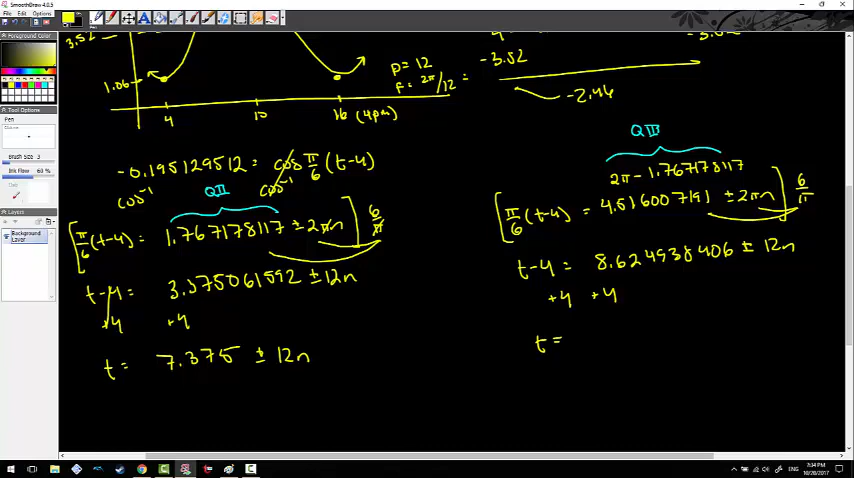 SmoothDraw 4.0.5
File Edit Options
Foreground Color
Tool Options
Pen
Brush Size 3
Ink Flow 60 %
Layers
Background Layer
3.52
1.06
4
10
16 (4pm)
p = 12
F = 2π/12 =
-3.52
-2.46
-0.195129512 = cos π/6 (t-4)
cos⁻¹ cos⁻¹
QII
[π/6 (t-4) = 1.767178117 ± 2πn] 6/π
t-4 = 3.375061592 ± 12n
+4 +4
t = 7.375 ± 12n
QIII
2π - 1.767178117
[π/6 (t-4) = 4.516007191 ± 2πn] 6/π
t-4 = 8.624938406 ± 12n
+4 +4
t =
7:34 PM
10/28/2017